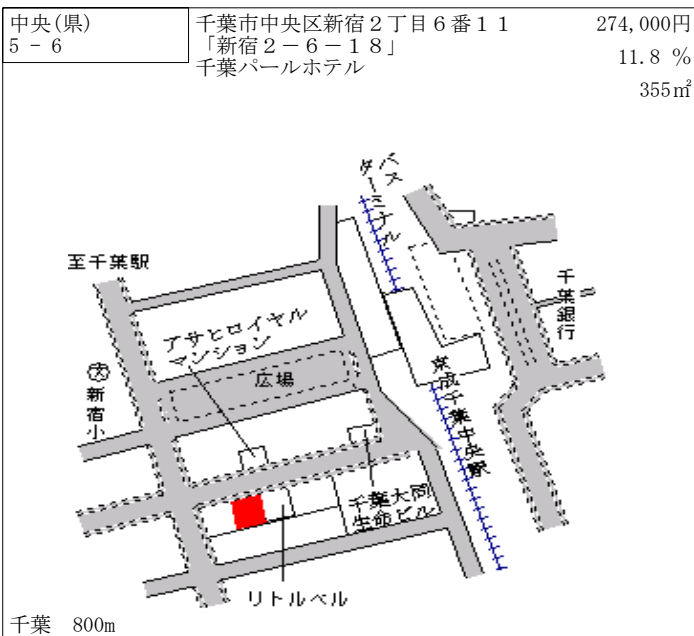 中央(県)
5 - 6
千葉市中央区新宿2丁目6番11
「新宿2-6-18」
千葉パールホテル
274,000円
11.8 %
355㎡
バス
ターミナル
至千葉駅
千葉銀行
アサヒロイヤル
マンション
広場
京成千葉中央駅
新宿小
千葉大同
生命ビル
リトルベル
千葉 800m